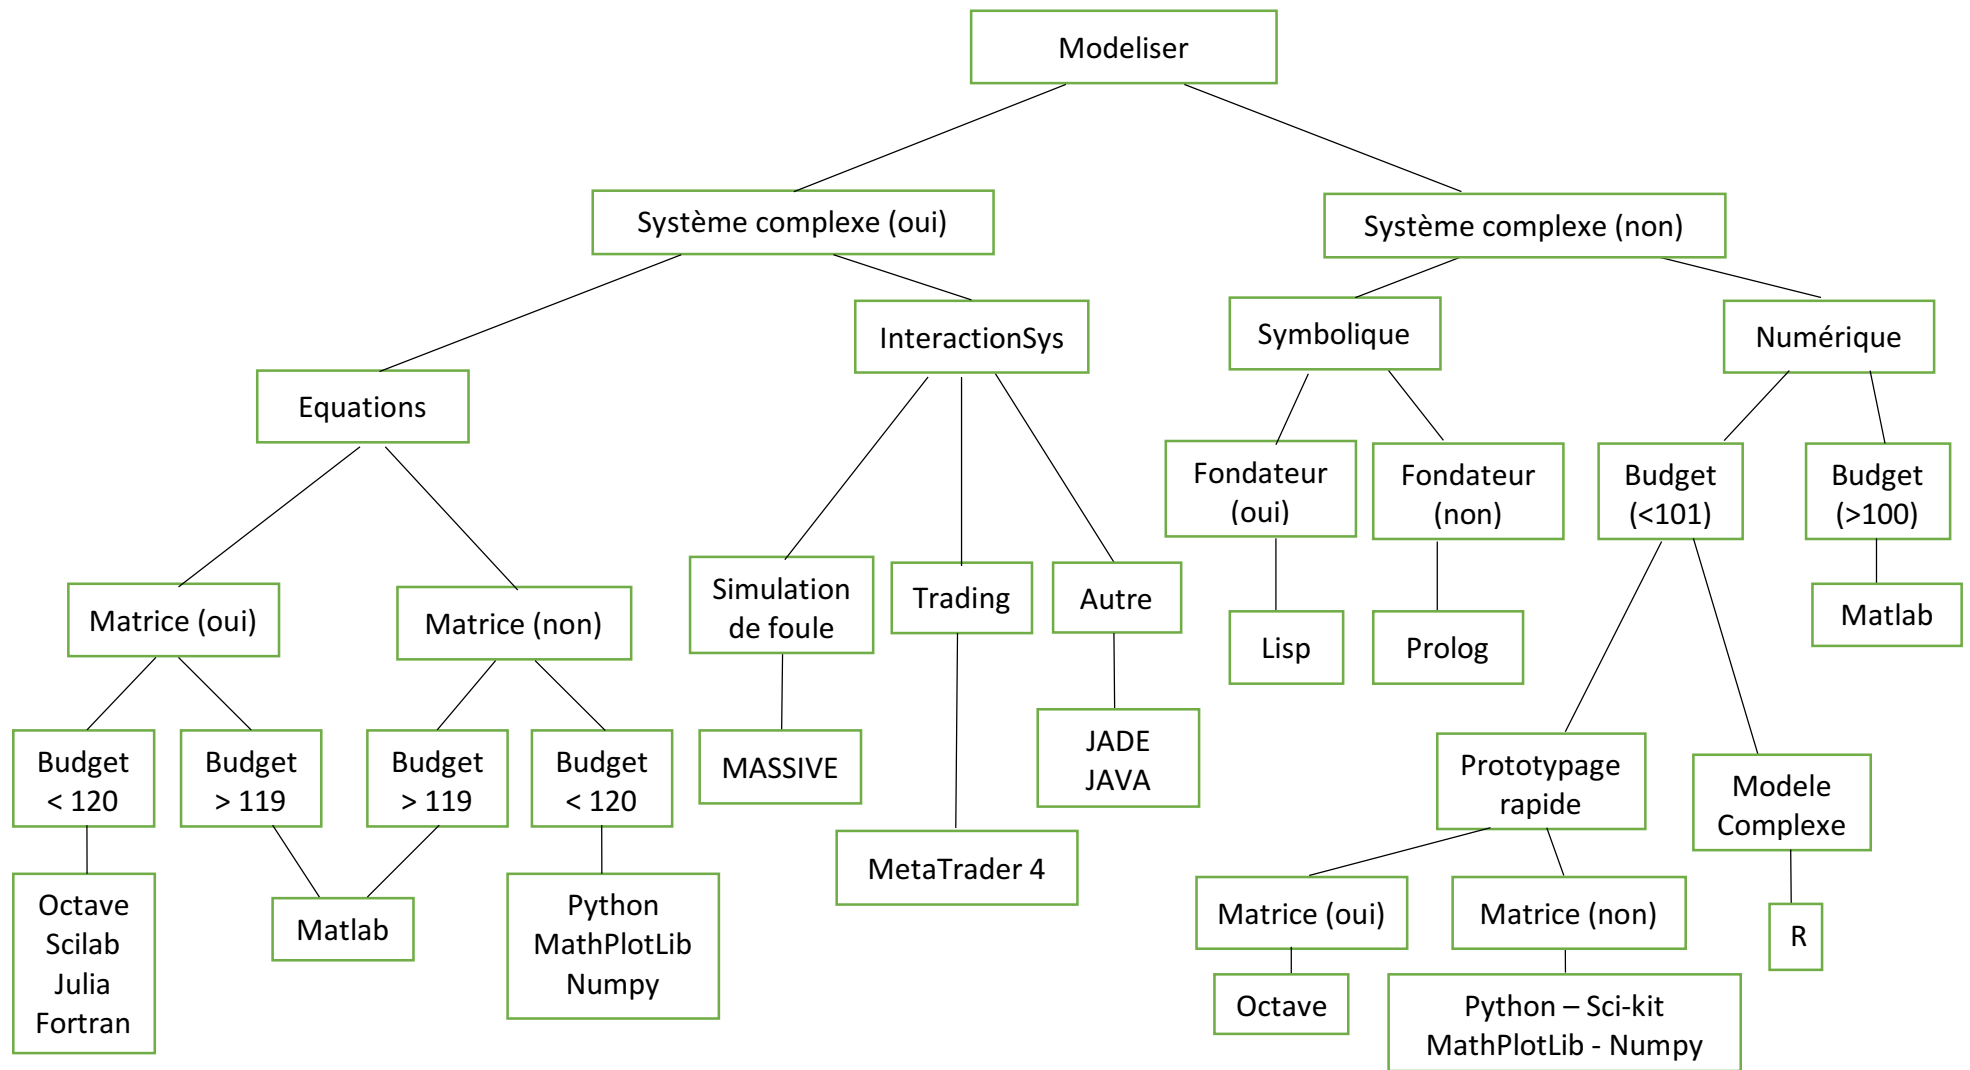 Modeliser
Système complexe (oui)
Système complexe (non)
Equations
InteractionSys
Symbolique
Numérique
Matrice (oui)
Matrice (non)
Simulation
de foule
Trading
Autre
Fondateur
(oui)
Fondateur
(non)
Budget
(<101)
Budget
(>100)
Budget
< 120
Budget
> 119
Budget
> 119
Budget
< 120
MASSIVE
MetaTrader 4
JADE
JAVA
Lisp
Prolog
Matlab
Prototypage
rapide
Modele
Complexe
Octave
Scilab
Julia
Fortran
Matlab
Python
MathPlotLib
Numpy
Matrice (oui)
Matrice (non)
R
Octave
Python – Sci-kit
MathPlotLib - Numpy